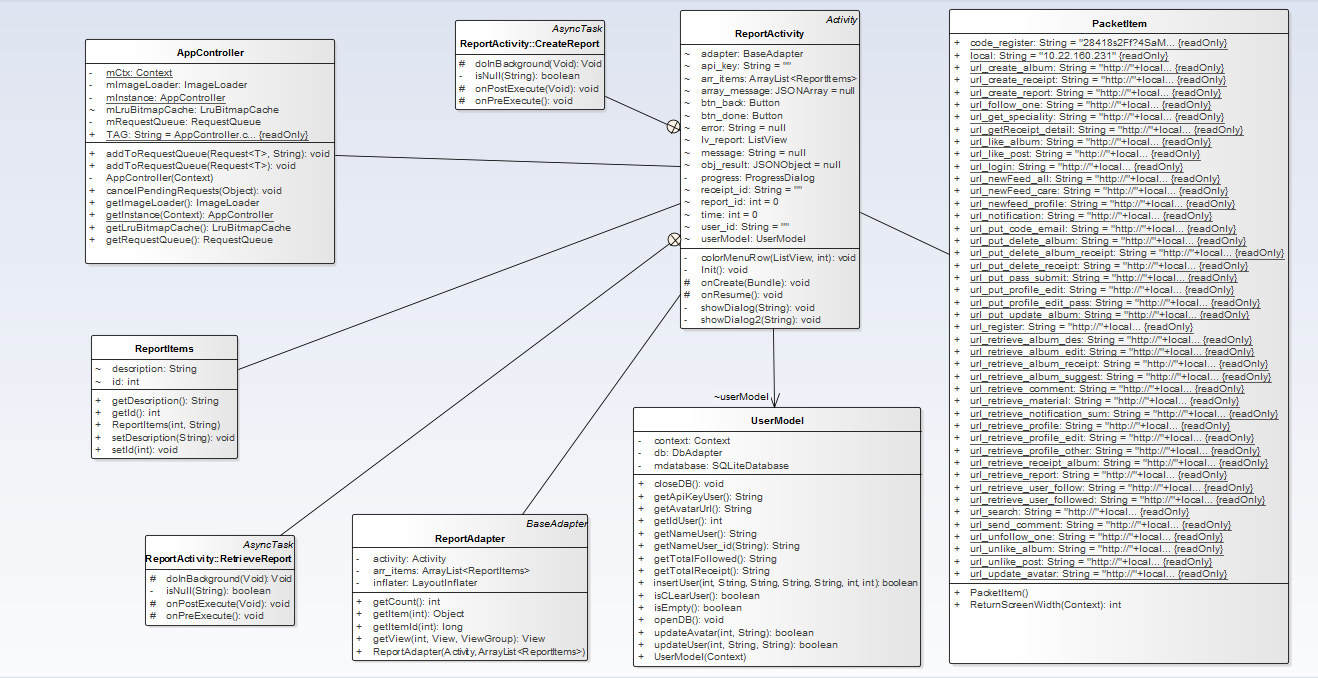 AppController
- mCtx: Context
- mImageLoader: ImageLoader
- mInstance: AppController
~ mLruBitmapCache: LruBitmapCache
- mRequestQueue: RequestQueue
+ TAG: String = AppController.c... {readOnly}
+ addToRequestQueue(Request<T>, String): void
+ addToRequestQueue(Request<T>): void
- AppController(Context)
+ cancelPendingRequests(Object): void
+ getImageLoader(): ImageLoader
+ getInstance(Context): AppController
+ getLruBitmapCache(): LruBitmapCache
+ getRequestQueue(): RequestQueue
AsyncTask
ReportActivity::CreateReport
# doInBackground(Void): Void
- isNull(String): boolean
# onPostExecute(Void): void
# onPreExecute(): void
Activity
ReportActivity
~ adapter: BaseAdapter
~ api_key: String = ""
~ arr_items: ArrayList<ReportItems>
~ array_message: JSONArray = null
~ btn_back: Button
~ btn_done: Button
~ error: String = null
~ lv_report: ListView
~ message: String = null
~ obj_result: JSONObject = null
- progress: ProgressDialog
~ receipt_id: String = ""
~ report_id: int = 0
~ time: int = 0
~ user_id: String = ""
~ userModel: UserModel
- colorMenuRow(ListView, int): void
- Init(): void
# onCreate(Bundle): void
# onResume(): void
- showDialog(String): void
- showDialog2(String): void
PacketItem
+ code_register: String = "28418s2Ff?4SaM... {readOnly}
+ local: String = "10.22.160.231" {readOnly}
+ url_create_album: String = "http://"+local... {readOnly}
+ url_create_receipt: String = "http://"+local... {readOnly}
+ url_create_report: String = "http://"+local... {readOnly}
+ url_follow_one: String = "http://"+local... {readOnly}
+ url_get_speciality: String = "http://"+local... {readOnly}
+ url_getReceipt_detail: String = "http://"+local... {readOnly}
+ url_like_album: String = "http://"+local... {readOnly}
+ url_like_post: String = "http://"+local... {readOnly}
+ url_login: String = "http://"+local... {readOnly}
+ url_newFeed_all: String = "http://"+local... {readOnly}
+ url_newFeed_care: String = "http://"+local... {readOnly}
+ url_newfeed_profile: String = "http://"+local... {readOnly}
+ url_notification: String = "http://"+local... {readOnly}
+ url_put_code_email: String = "http://"+local... {readOnly}
+ url_put_delete_album: String = "http://"+local... {readOnly}
+ url_put_delete_album_receipt: String = "http://"+local... {readOnly}
+ url_put_delete_receipt: String = "http://"+local... {readOnly}
+ url_put_pass_submit: String = "http://"+local... {readOnly}
+ url_put_profile_edit: String = "http://"+local... {readOnly}
+ url_put_profile_edit_pass: String = "http://"+local... {readOnly}
+ url_put_update_album: String = "http://"+local... {readOnly}
+ url_register: String = "http://"+local... {readOnly}
+ url_retrieve_album_des: String = "http://"+local... {readOnly}
+ url_retrieve_album_edit: String = "http://"+local... {readOnly}
+ url_retrieve_album_receipt: String = "http://"+local... {readOnly}
+ url_retrieve_album_suggest: String = "http://"+local... {readOnly}
+ url_retrieve_comment: String = "http://"+local... {readOnly}
+ url_retrieve_material: String = "http://"+local... {readOnly}
+ url_retrieve_notification_sum: String = "http://"+local... {readOnly}
+ url_retrieve_profile: String = "http://"+local... {readOnly}
+ url_retrieve_profile_edit: String = "http://"+local... {readOnly}
+ url_retrieve_profile_other: String = "http://"+local... {readOnly}
+ url_retrieve_receipt_album: String = "http://"+local... {readOnly}
+ url_retrieve_report: String = "http://"+local... {readOnly}
+ url_retrieve_user_follow: String = "http://"+local... {readOnly}
+ url_retrieve_user_followed: String = "http://"+local... {readOnly}
+ url_search: String = "http://"+local... {readOnly}
+ url_send_comment: String = "http://"+local... {readOnly}
+ url_unfollow_one: String = "http://"+local... {readOnly}
+ url_unlike_album: String = "http://"+local... {readOnly}
+ url_unlike_post: String = "http://"+local... {readOnly}
+ url_update_avatar: String = "http://"+local... {readOnly}
+ PacketItem()
+ ReturnScreenWidth(Context): int
ReportItems
~ description: String
~ id: int
+ getDescription(): String
+ getId(): int
+ ReportItems(int, String)
+ setDescription(String): void
+ setId(int): void
~userModel
UserModel
- context: Context
- db: DbAdapter
- mdatabase: SQLiteDatabase
+ closeDB(): void
+ getApiKeyUser(): String
+ getAvatarUrl(): String
+ getIdUser(): int
+ getNameUser(): String
+ getNameUser_id(String): String
+ getTotalFollowed(): String
+ getTotalReceipt(): String
+ insertUser(int, String, String, String, String, int, int): boolean
+ isCLearUser(): boolean
+ isEmpty(): boolean
+ openDB(): void
+ updateAvatar(int, String): boolean
+ updateUser(int, String, String): boolean
+ UserModel(Context)
AsyncTask
ReportActivity::RetrieveReport
# doInBackground(Void): Void
- isNull(String): boolean
# onPostExecute(Void): void
# onPreExecute(): void
BaseAdapter
ReportAdapter
- activity: Activity
- arr_items: ArrayList<ReportItems>
- inflater: LayoutInflater
+ getCount(): int
+ getItem(int): Object
+ getItemId(int): long
+ getView(int, View, ViewGroup): View
+ ReportAdapter(Activity, ArrayList<ReportItems>)